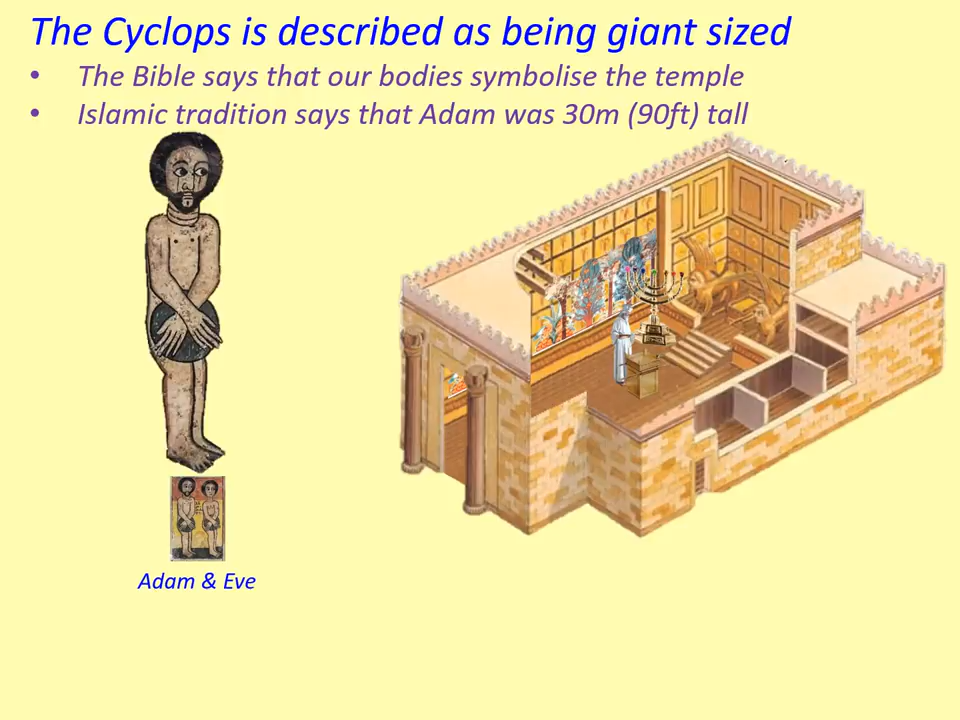 The Cyclops is described as being giant sized
• The Bible says that our bodies symbolise the temple
• Islamic tradition says that Adam was 30m (90ft) tall
Adam & Eve